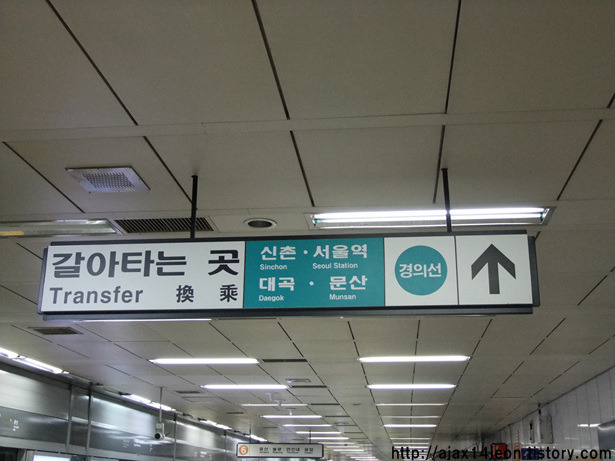 갈아타는 곳
Transfer 換 乘
신촌 · 서울역
Sinchon Seoul Station
대곡 · 문산
Daegok Munsan
경의선
http://ajax14leon.tistory.com